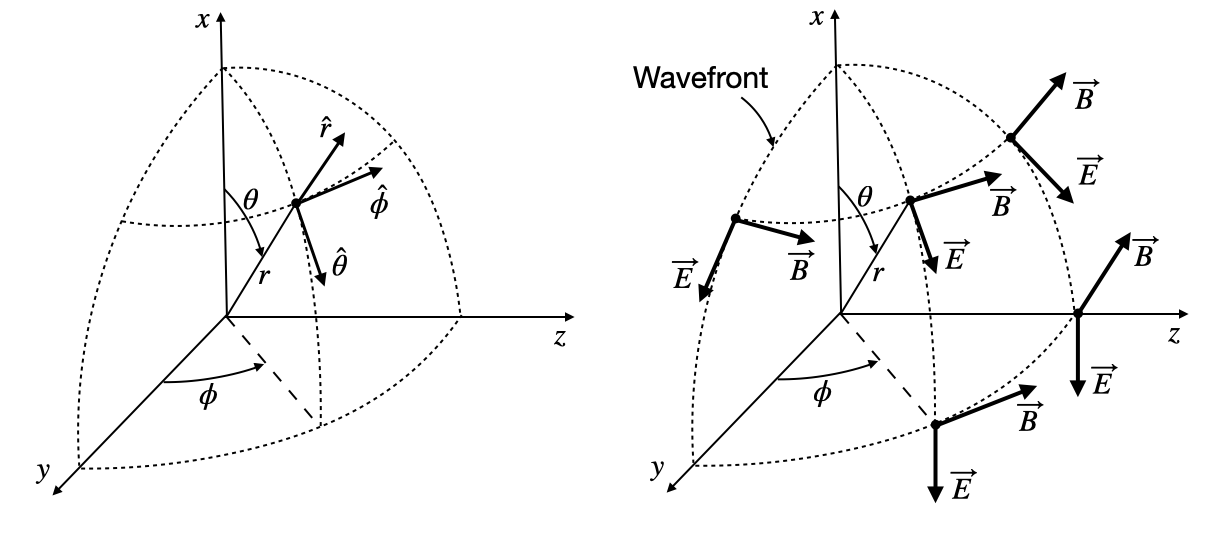 x
r̂
ϕ̂
θ
θ̂
r
z
ϕ
y
x
Wavefront
B⃗
E⃗
θ
B⃗
E⃗
r
E⃗
B⃗
B⃗
E⃗
z
ϕ
B⃗
E⃗
y